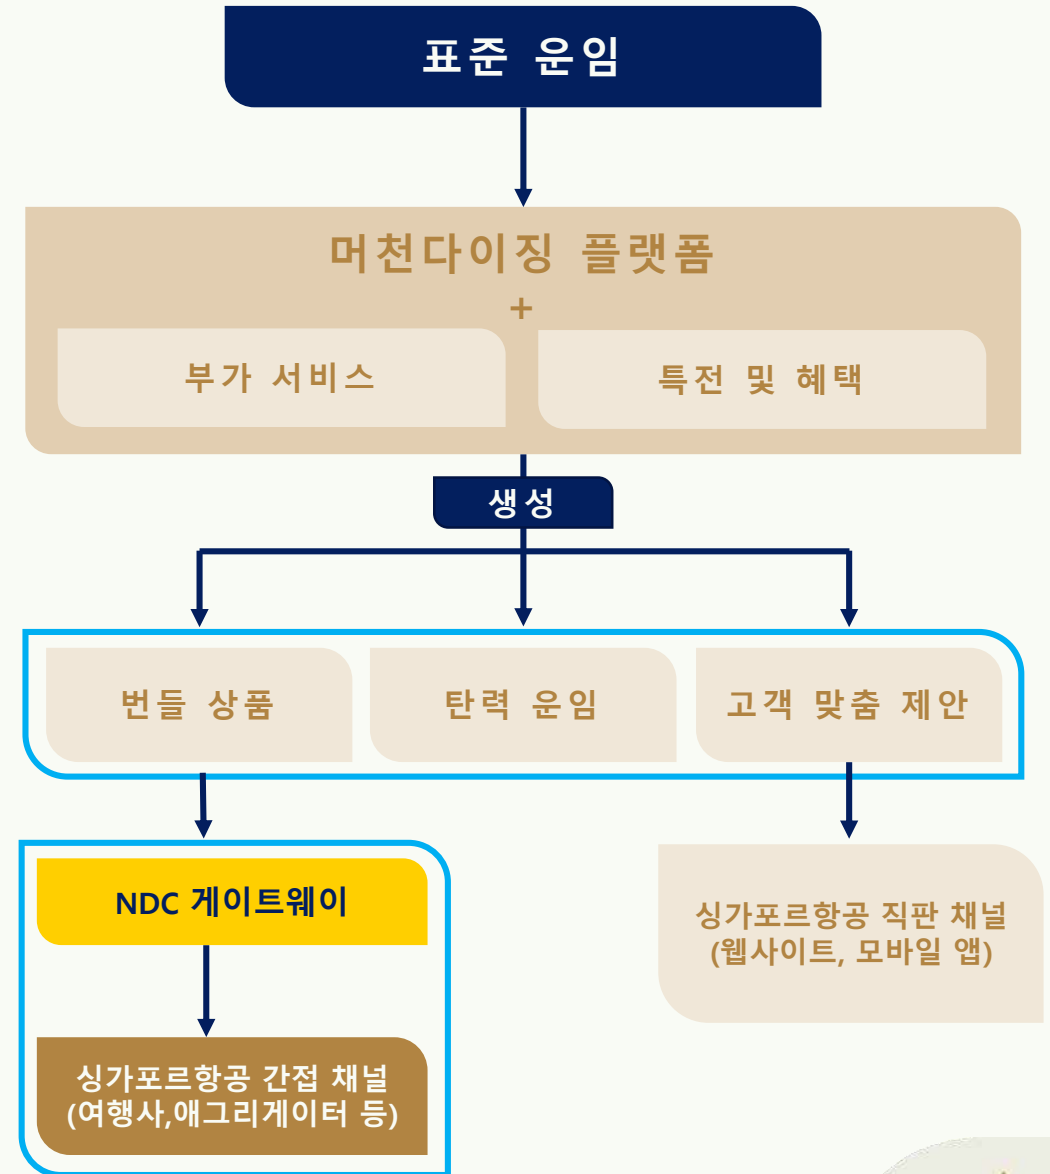 표준 운임
머천다이징 플랫폼
+
부가 서비스
특전 및 혜택
생성
번들 상품
탄력 운임
고객 맞춤 제안
NDC 게이트웨이
싱가포르항공 직판 채널
(웹사이트, 모바일 앱)
싱가포르항공 간접 채널
(여행사,애그리게이터 등)